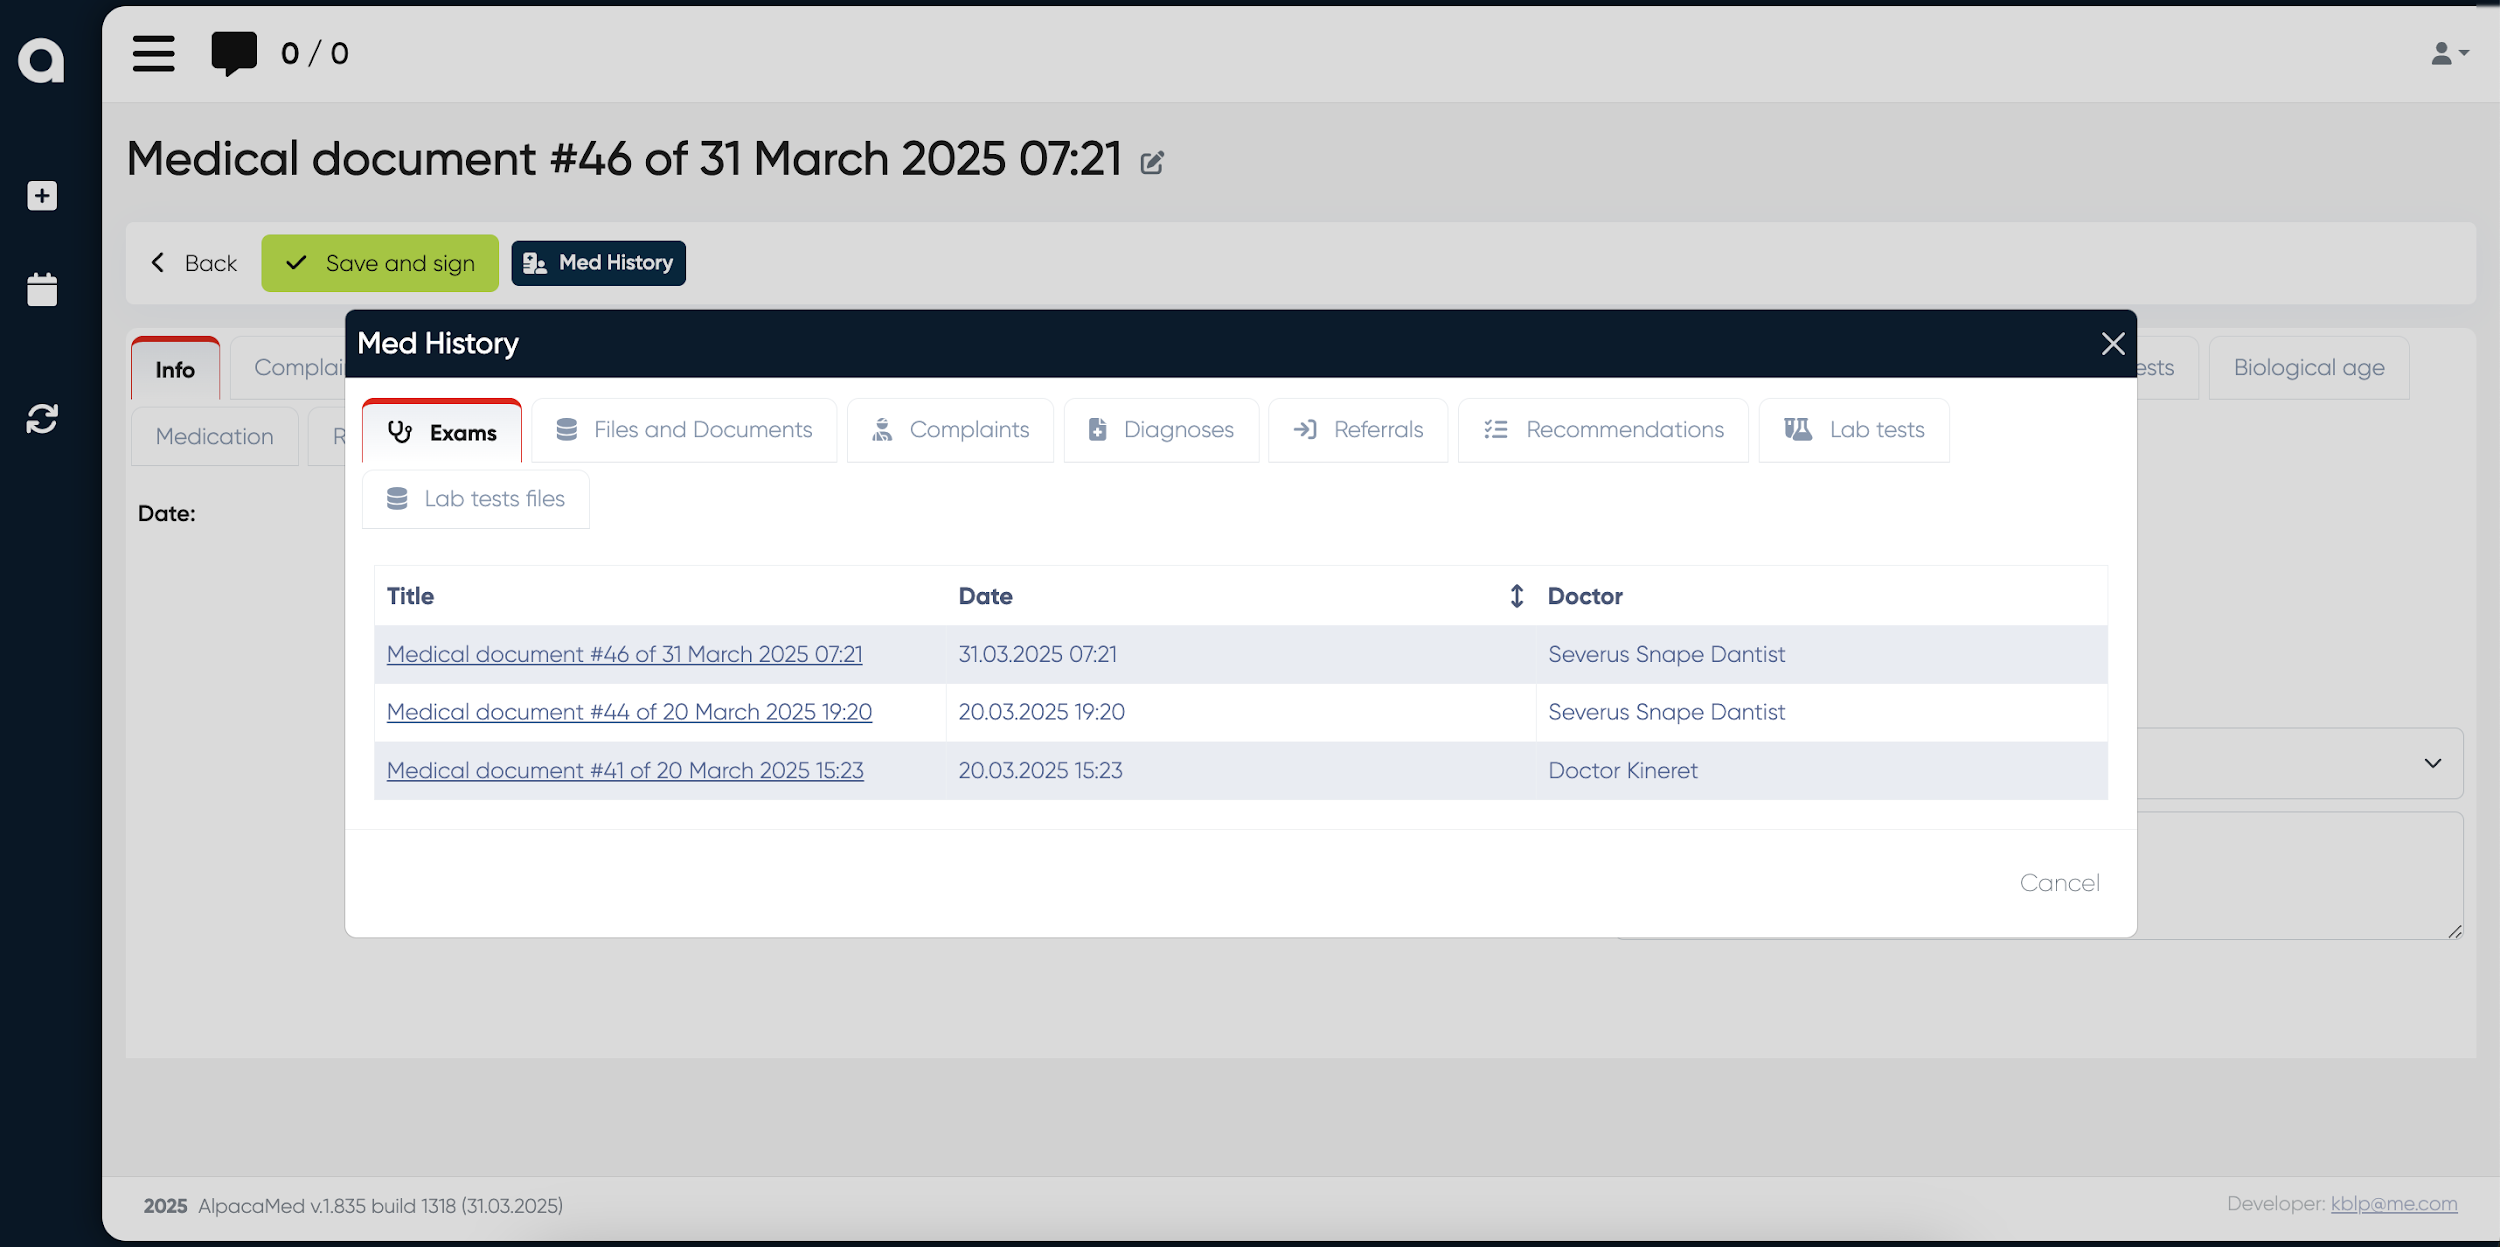 0 / 0
Medical document #46 of 31 March 2025 07:21
Back
Save and sign
Med History
Info
Biological age
Medication
Date:
Med History
Exams
Files and Documents
Complaints
Diagnoses
Referrals
Recommendations
Lab tests
Lab tests files
Title Date Doctor
Medical document #46 of 31 March 2025 07:21 31.03.2025 07:21 Severus Snape Dantist
Medical document #44 of 20 March 2025 19:20 20.03.2025 19:20 Severus Snape Dantist
Medical document #41 of 20 March 2025 15:23 20.03.2025 15:23 Doctor Kineret
Cancel
2025 AlpacaMed v.1.835 build 1318 (31.03.2025)
Developer: kblp@me.com